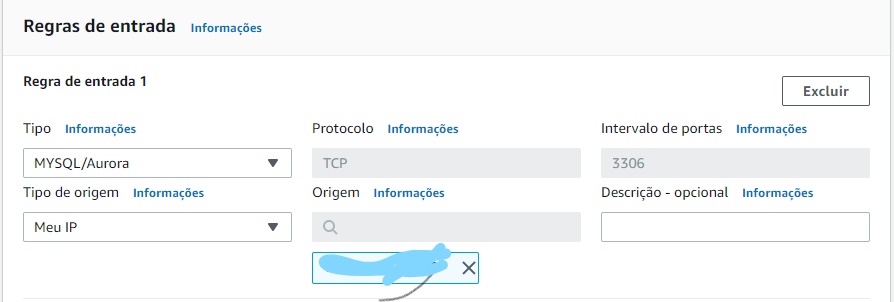 Regras de entrada Informações
Regra de entrada 1
Excluir
Tipo Informações Protocolo Informações Intervalo de portas Informações
MYSQL/Aurora TCP 3306
Tipo de origem Informações Origem Informações Descrição - opcional Informações
Meu IP